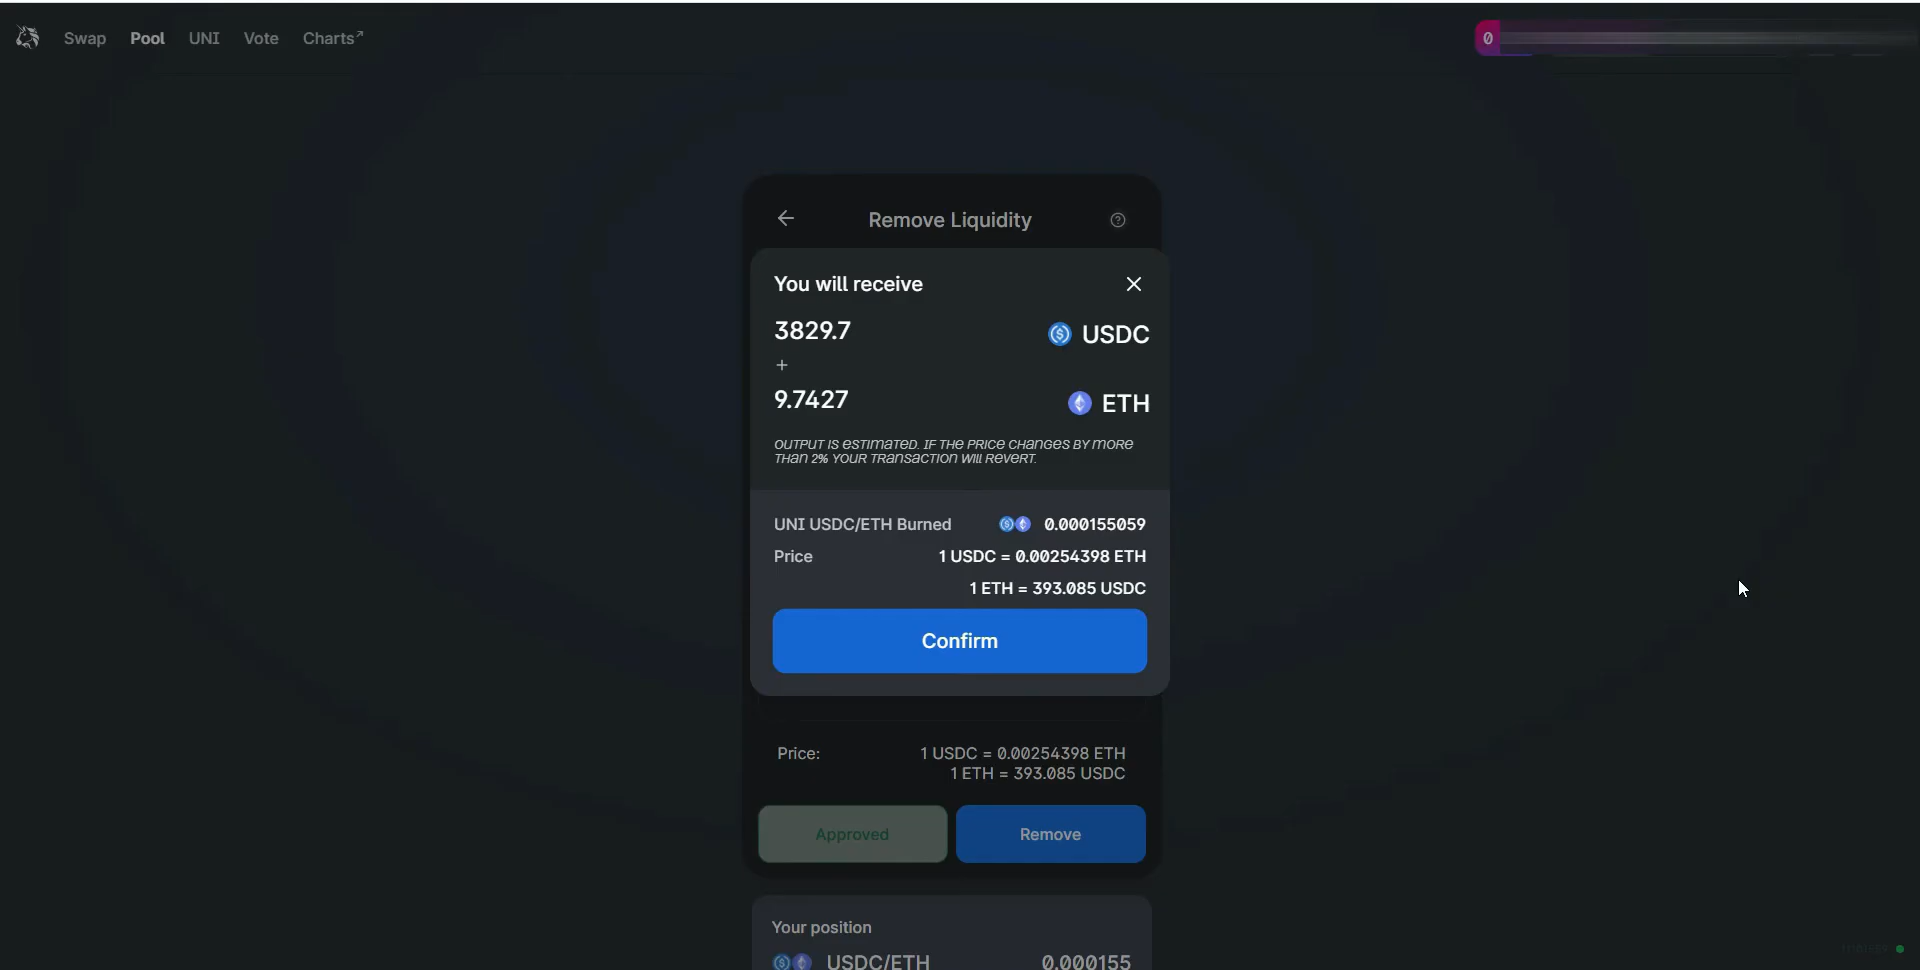 Swap Pool UNI Vote Charts↗ 0
Remove Liquidity
You will receive
3829.7 USDC
+
9.7427 ETH
OUTPUT IS ESTIMATED. IF THE PRICE CHANGES BY MORE
THAN 2% YOUR TRANSACTION WILL REVERT.
UNI USDC/ETH Burned 0.000155059
Price 1 USDC = 0.00254398 ETH
1 ETH = 393.085 USDC
Confirm
Price: 1 USDC = 0.00254398 ETH
1 ETH = 393.085 USDC
Approved Remove
Your position
USDC/ETH 0.000155